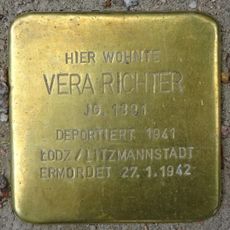 HIER WOHNTE
VERA RICHTER
JG. 1891
DEPORTIERT 1941
ŁODZ / LITZMANNSTADT
ERMORDET 27.1.1942